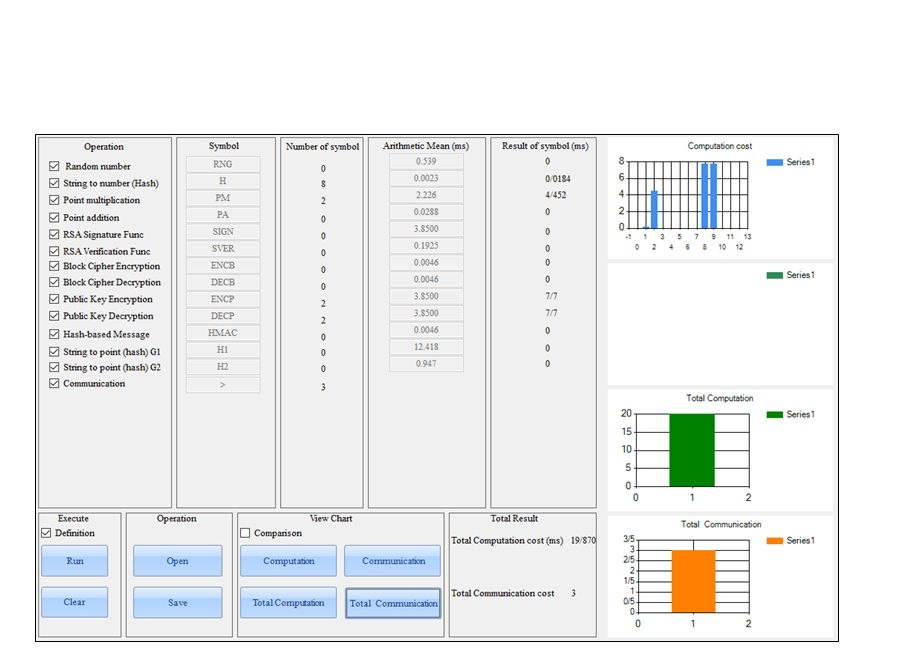 Operation Symbol Number of symbol Arithmetic Mean (ms) Result of symbol (ms)
Random number RNG 0 0.539 0
String to number (Hash) H 8 0.0023 0/0184
Point multiplication PM 2 2.226 4/452
Point addition PA 0 0.0288 0
RSA Signature Func SIGN 0 3.8500 0
RSA Verification Func SVER 0 0.1925 0
Block Cipher Encryption ENCB 0 0.0046 0
Block Cipher Decryption DECB 0 0.0046 0
Public Key Encryption ENCP 2 3.8500 7/7
Public Key Decryption DECP 2 3.8500 7/7
Hash-based Message HMAC 0 0.0046 0
String to point (hash) G1 H1 0 12.418 0
String to point (hash) G2 H2 0 0.947 0
Communication > 3
Computation cost
Series1
8
6
4
2
0
-1 1 3 5 7 9 11 13
0 2 4 6 8 10 12
Series1
Total Computation
Series1
20
15
10
5
0
0 1 2
Total Communication
Series1
3/5
3
2/5
2
1/5
1
0/5
0
0 1 2
Execute Operation View Chart Total Result
Definition Comparison
Total Computation cost (ms) 19/870
Run Open Computation Communication
Total Communication cost 3
Clear Save Total Computation Total Communication